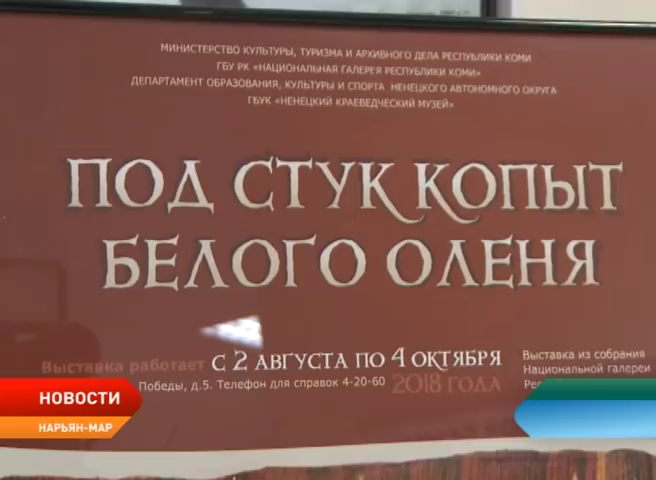 МИНИСТЕРСТВО КУЛЬТУРЫ, ТУРИЗМА И АРХИВНОГО ДЕЛА РЕСПУБЛИКИ КОМИ
ГБУ РК «НАЦИОНАЛЬНАЯ ГАЛЕРЕЯ РЕСПУБЛИКИ КОМИ»
ДЕПАРТАМЕНТ ОБРАЗОВАНИЯ, КУЛЬТУРЫ И СПОРТА НЕНЕЦКОГО АВТОНОМНОГО ОКРУГА
ГБУК «НЕНЕЦКИЙ КРАЕВЕДЧЕСКИЙ МУЗЕЙ»
ПОД СТУК КОПЫТ
БЕЛОГО ОЛЕНЯ
Выставка работает С 2 АВГУСТА ПО 4 ОКТЯБРЯ
2018 ГОДА
Победы, д.5. Телефон для справок 4-20-60
Выставка из собрания
Национальной галереи
НОВОСТИ
НАРЬЯН-МАР